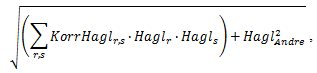 √((∑_{r,s} KorrHagl_{r,s} · Hagl_r · Hagl_s) + Hagl²_{Andre} ,